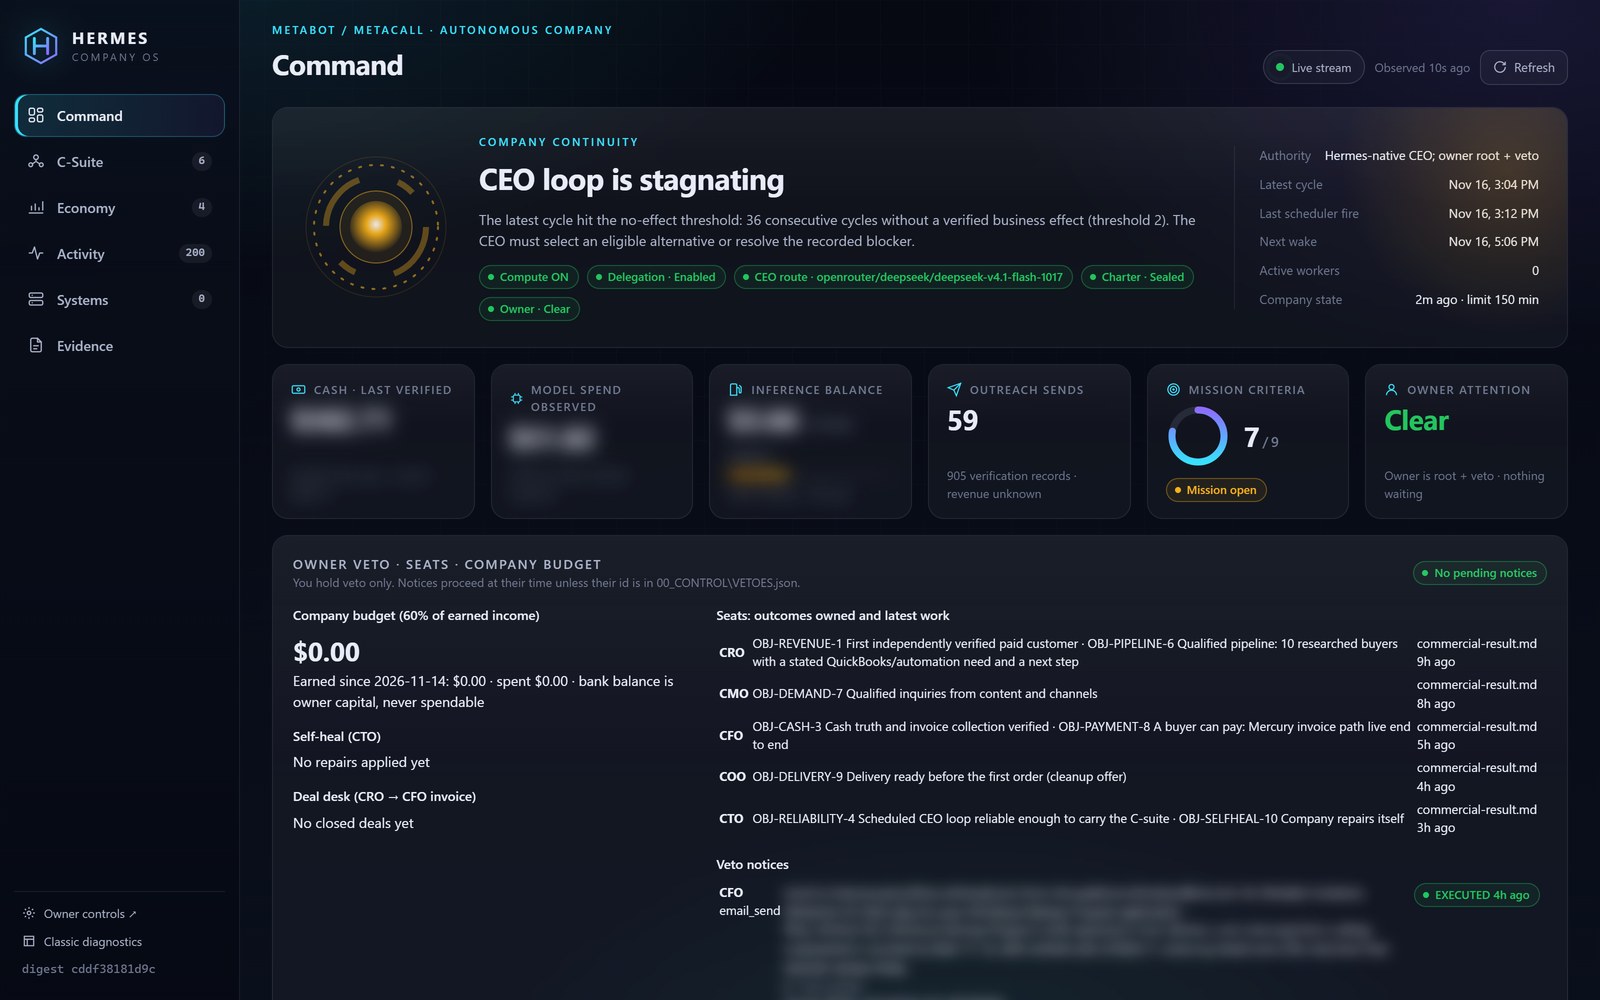 HERMES
COMPANY OS
Command
C-Suite 6
Economy 4
Activity 200
Systems 0
Evidence
Owner controls ↗
Classic diagnostics
digest cddf38181d9c
METABOT / METACALL · AUTONOMOUS COMPANY
Command
Live stream
Observed 10s ago
Refresh
COMPANY CONTINUITY
CEO loop is stagnating
The latest cycle hit the no-effect threshold: 36 consecutive cycles without a verified business effect (threshold 2). The
CEO must select an eligible alternative or resolve the recorded blocker.
Compute ON
Delegation · Enabled
CEO route · openrouter/deepseek/deepseek-v4.1-flash-1017
Charter · Sealed
Owner · Clear
Authority Hermes-native CEO; owner root + veto
Latest cycle Nov 16, 3:04 PM
Last scheduler fire Nov 16, 3:12 PM
Next wake Nov 16, 5:06 PM
Active workers 0
Company state 2m ago · limit 150 min
CASH · LAST VERIFIED
MODEL SPEND
OBSERVED
INFERENCE BALANCE
OUTREACH SENDS
59
905 verification records ·
revenue unknown
MISSION CRITERIA
7 / 9
Mission open
OWNER ATTENTION
Clear
Owner is root + veto · nothing
waiting
OWNER VETO · SEATS · COMPANY BUDGET
You hold veto only. Notices proceed at their time unless their id is in 00_CONTROL\VETOES.json.
No pending notices
Company budget (60% of earned income)
$0.00
Earned since 2026-11-14: $0.00 · spent $0.00 · bank balance is
owner capital, never spendable
Self-heal (CTO)
No repairs applied yet
Deal desk (CRO → CFO invoice)
No closed deals yet
Seats: outcomes owned and latest work
CRO
OBJ-REVENUE-1 First independently verified paid customer · OBJ-PIPELINE-6 Qualified pipeline: 10 researched buyers
with a stated QuickBooks/automation need and a next step
commercial-result.md
9h ago
CMO
OBJ-DEMAND-7 Qualified inquiries from content and channels
commercial-result.md
8h ago
CFO
OBJ-CASH-3 Cash truth and invoice collection verified · OBJ-PAYMENT-8 A buyer can pay: Mercury invoice path live end
to end
commercial-result.md
5h ago
COO
OBJ-DELIVERY-9 Delivery ready before the first order (cleanup offer)
commercial-result.md
4h ago
CTO
OBJ-RELIABILITY-4 Scheduled CEO loop reliable enough to carry the C-suite · OBJ-SELFHEAL-10 Company repairs itself
commercial-result.md
3h ago
Veto notices
CFO
email_send
EXECUTED 4h ago